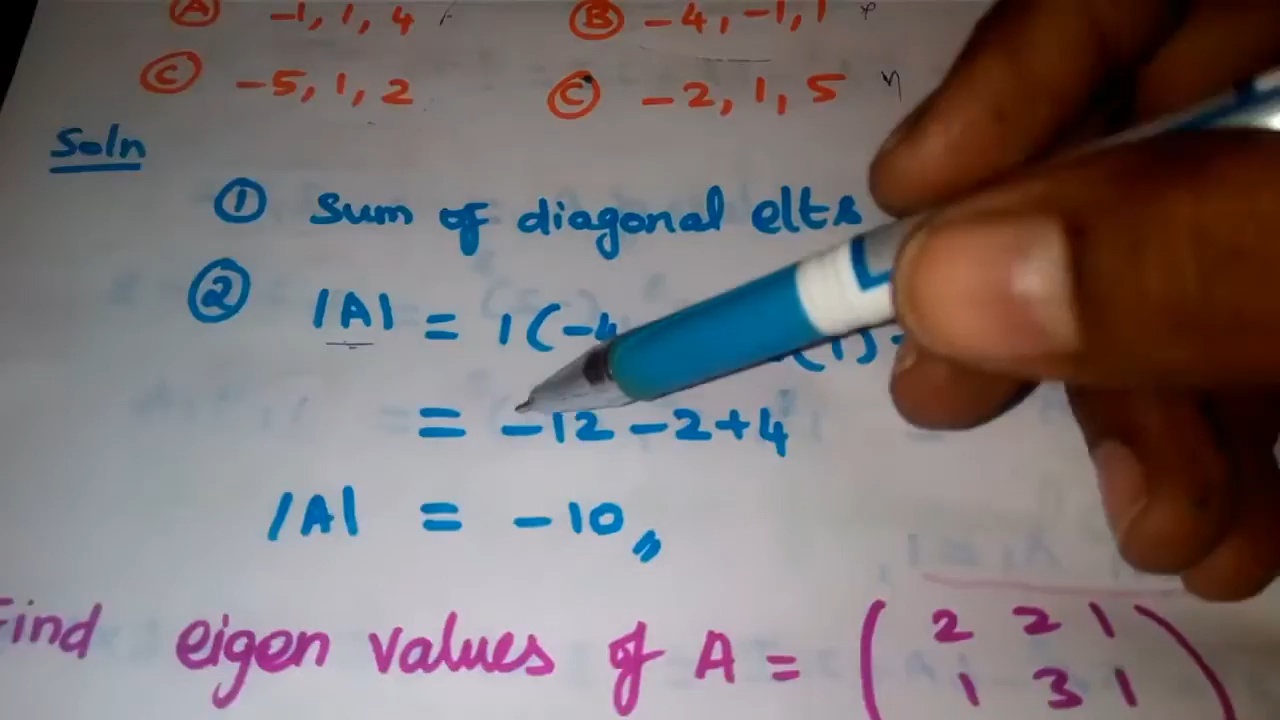 Ⓐ -1, 1, 4 Ⓑ -4, -1, 1
Ⓒ -5, 1, 2 Ⓒ -2, 1, 5
Soln
① Sum of diagonal elts
② |A| = 1(-4 (1)
= -12 -2+4
|A| = -10,,
Find eigen values of A = ( 2 2 1
1 3 1 )